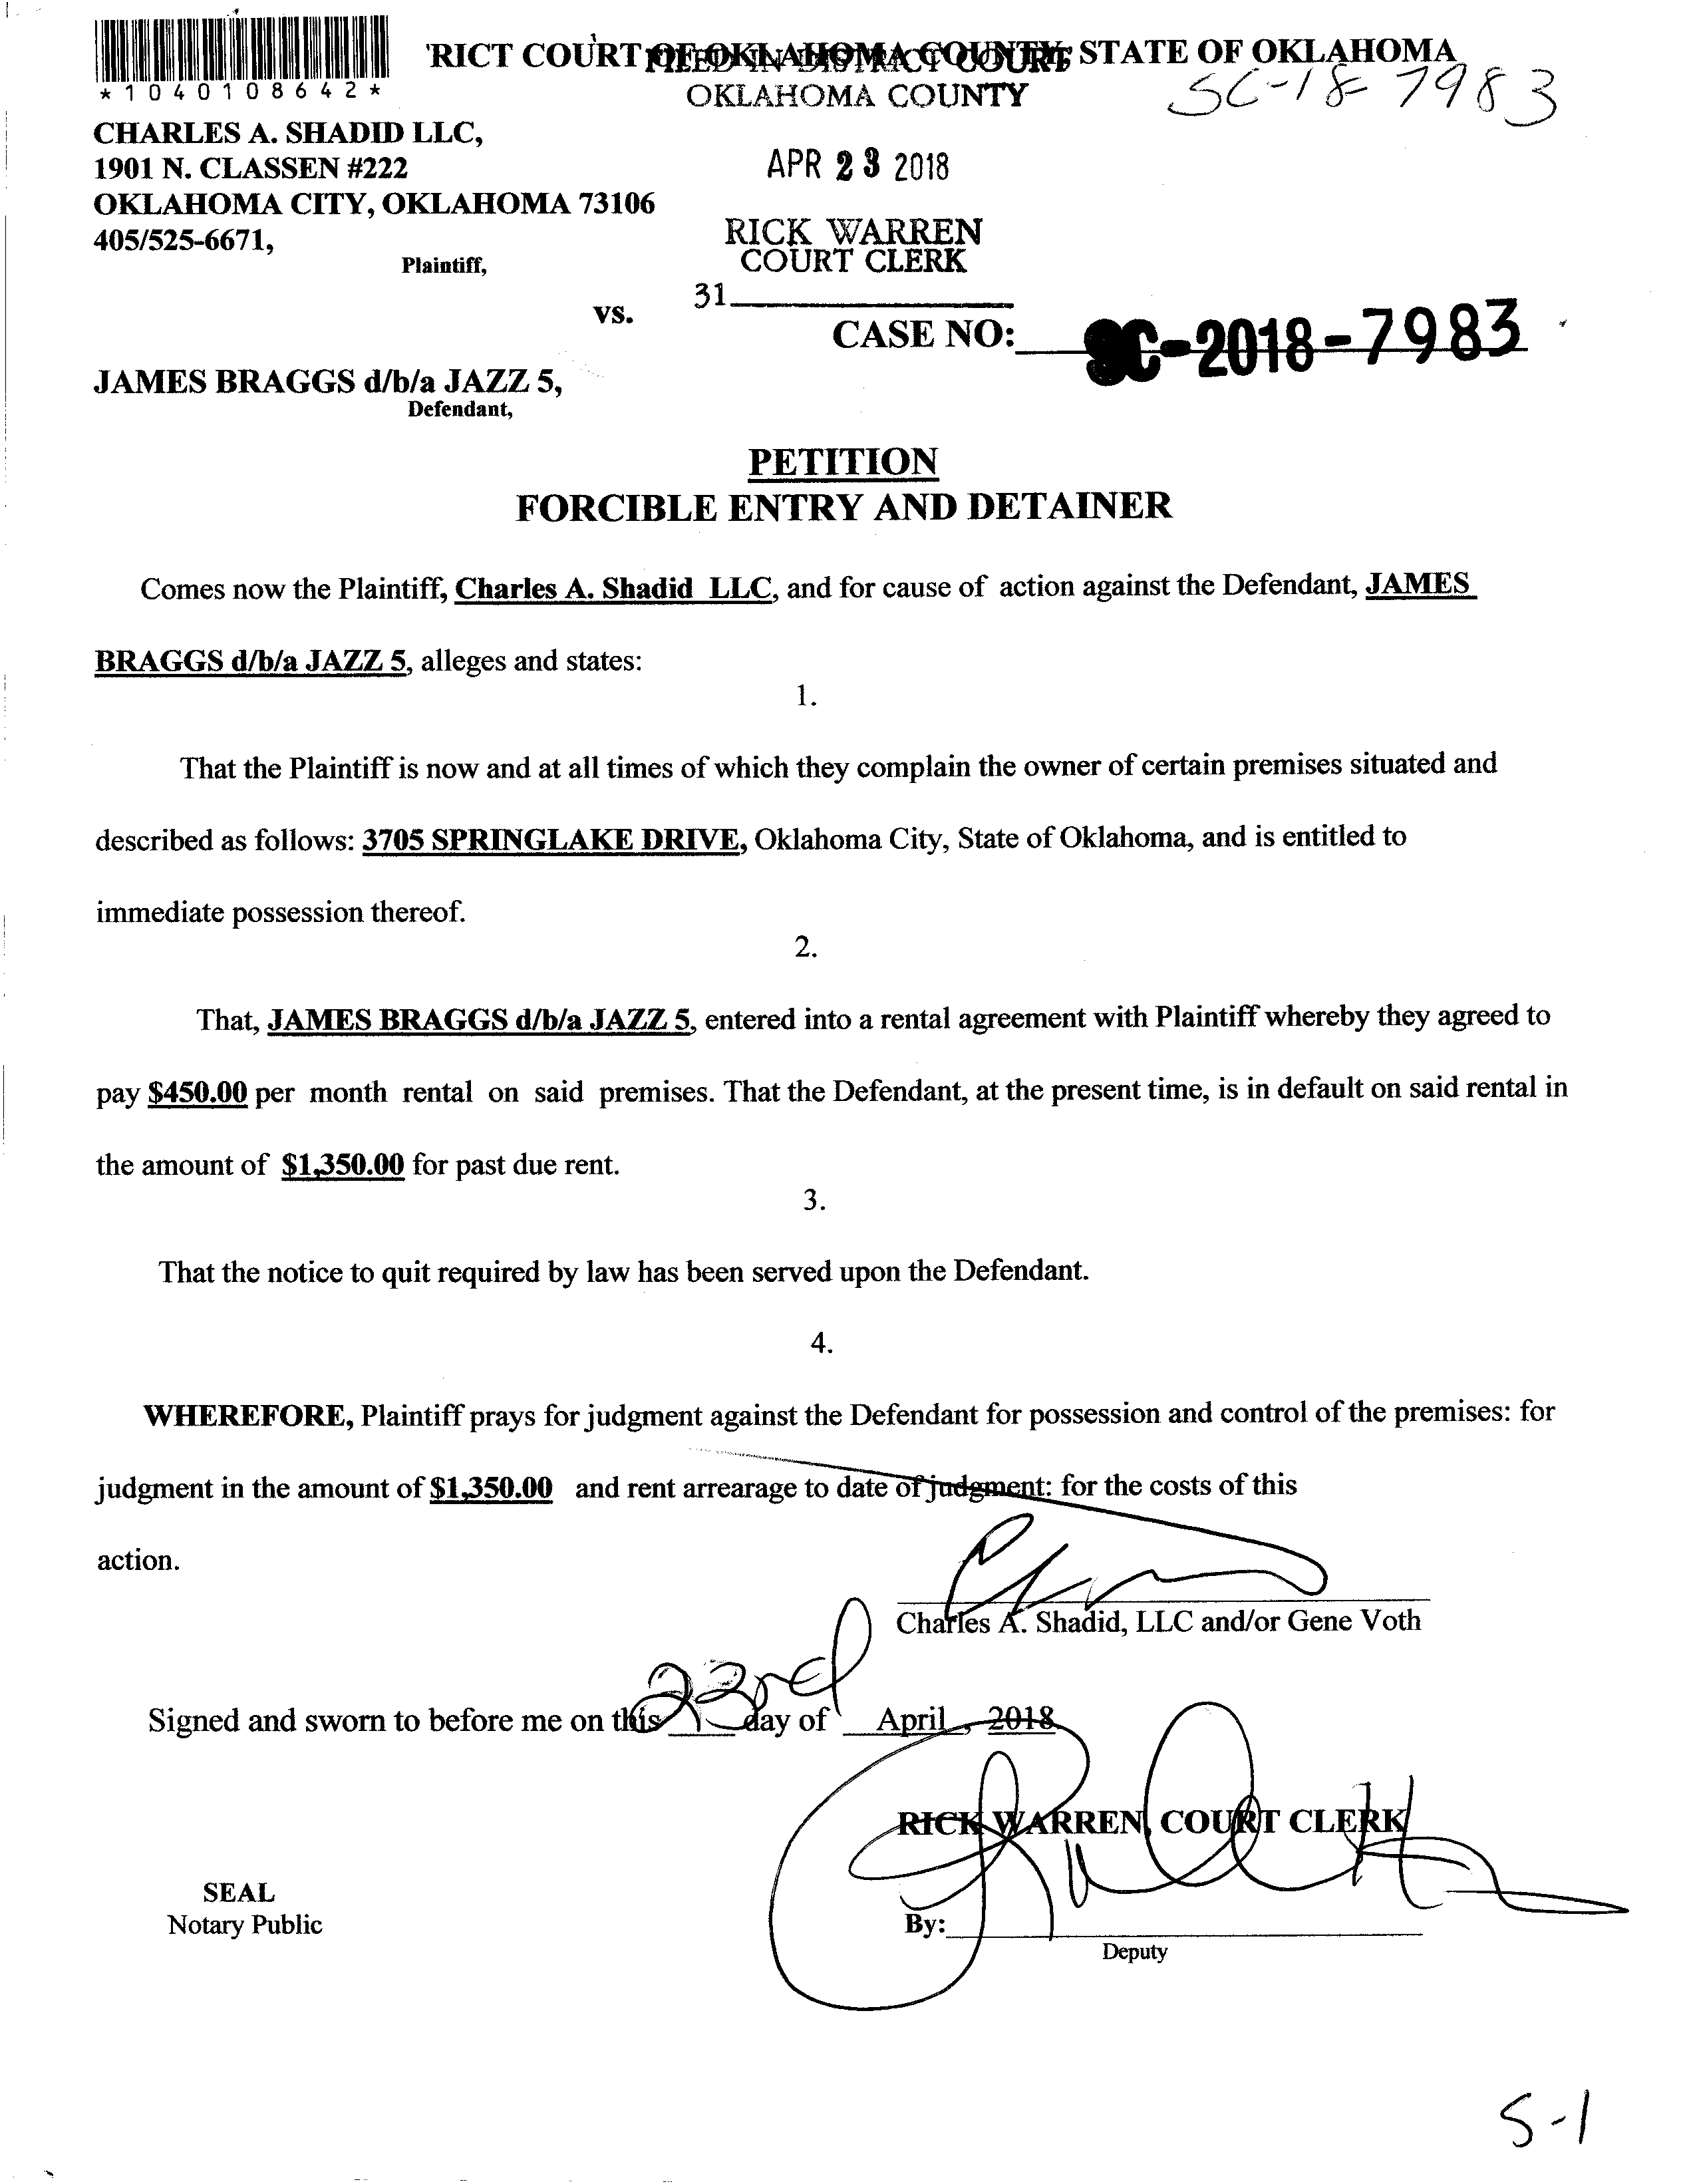 'RICT COURT OF OKLAHOMA COUNTY, STATE OF OKLAHOMA
FILED IN DISTRICT COURT
OKLAHOMA COUNTY
SC-18-7983
*1040108642*
CHARLES A. SHADID LLC,
1901 N. CLASSEN #222
OKLAHOMA CITY, OKLAHOMA 73106
405/525-6671,
Plaintiff,
APR 23 2018
RICK WARREN
COURT CLERK
31
vs.
CASE NO: SC-2018-7983
JAMES BRAGGS d/b/a JAZZ 5,
Defendant,
PETITION
FORCIBLE ENTRY AND DETAINER
Comes now the Plaintiff, Charles A. Shadid LLC, and for cause of action against the Defendant, JAMES
BRAGGS d/b/a JAZZ 5, alleges and states:
1.
That the Plaintiff is now and at all times of which they complain the owner of certain premises situated and
described as follows: 3705 SPRINGLAKE DRIVE, Oklahoma City, State of Oklahoma, and is entitled to
immediate possession thereof.
2.
That, JAMES BRAGGS d/b/a JAZZ 5, entered into a rental agreement with Plaintiff whereby they agreed to
pay $450.00 per month rental on said premises. That the Defendant, at the present time, is in default on said rental in
the amount of $1,350.00 for past due rent.
3.
That the notice to quit required by law has been served upon the Defendant.
4.
WHEREFORE, Plaintiff prays for judgment against the Defendant for possession and control of the premises: for
judgment in the amount of $1,350.00 and rent arrearage to date of judgment: for the costs of this
action.
Charles A. Shadid, LLC and/or Gene Voth
Signed and sworn to before me on this 23rd day of April, 2018
RICK WARREN, COURT CLERK
SEAL
Notary Public
By:
Deputy
S-1